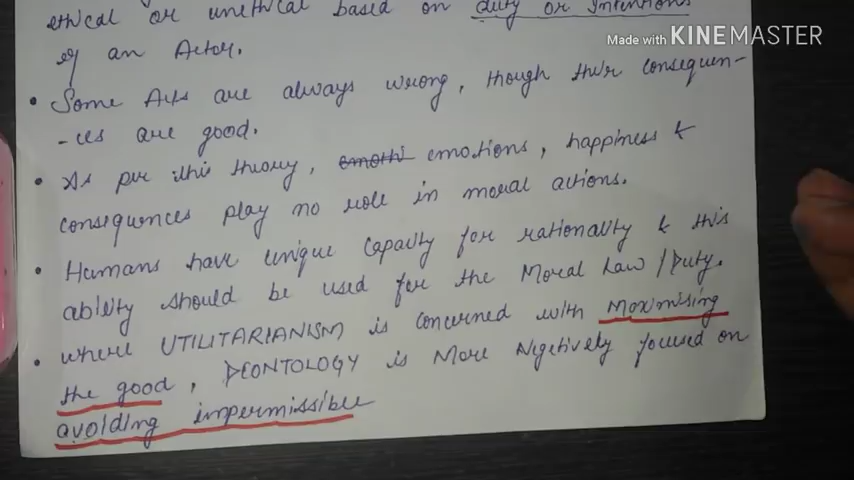 ethical or unethical based on duty or Intentions
of an Actor.
Made with KINEMASTER
• Some Acts are always wrong, though their consequen-
-ces are good.
• As per this theory, emothi emotions, happiness &
consequences play no role in moral actions.
• Humans have unique capacity for rationality & this
ability should be used for the Moral Law / Duty.
• where UTILITARIANISM is concerned with Maximising
the good, DEONTOLOGY is More Negitively focused on
avoiding impermissible